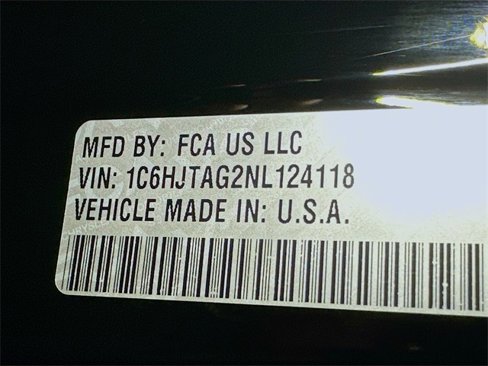 MFD BY: FCA US LLC
VIN: 1C6HJTAG2NL124118
VEHICLE MADE IN: U.S.A.